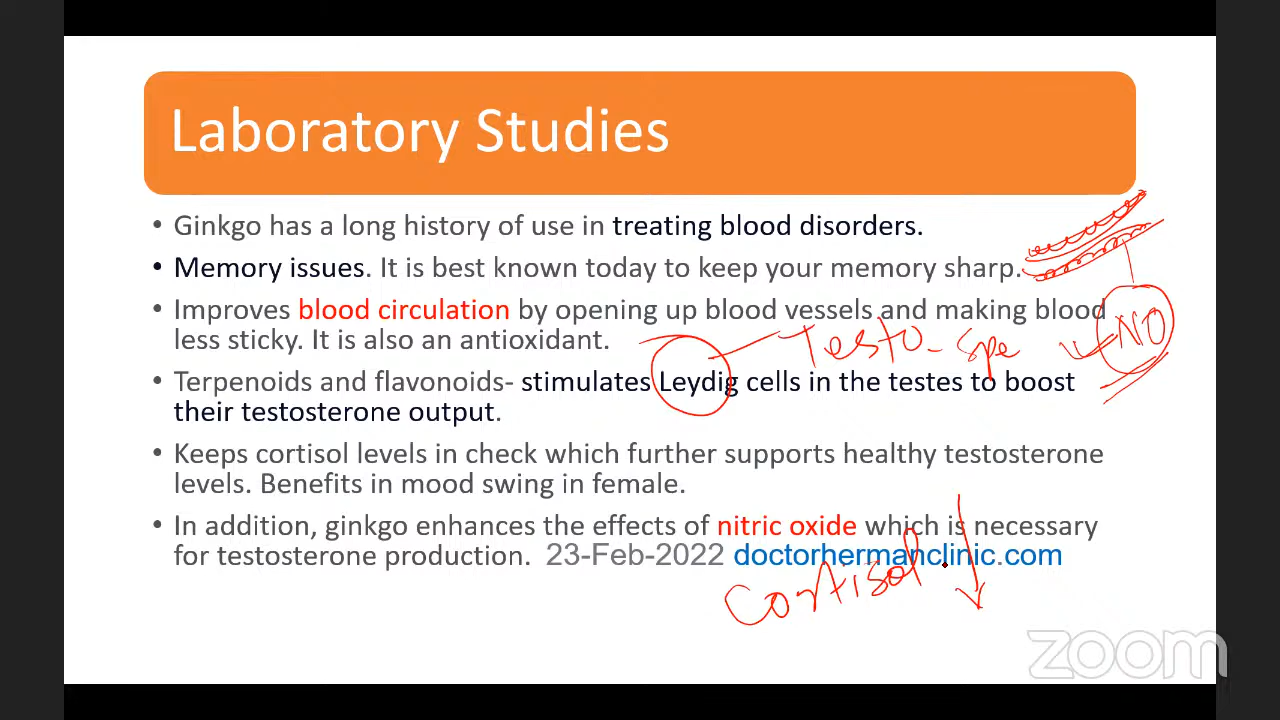 Laboratory Studies
• Ginkgo has a long history of use in treating blood disorders.
• Memory issues. It is best known today to keep your memory sharp.
• Improves blood circulation by opening up blood vessels and making blood
less sticky. It is also an antioxidant.
NO
Testo- Spe
• Terpenoids and flavonoids- stimulates Leydig cells in the testes to boost
their testosterone output.
• Keeps cortisol levels in check which further supports healthy testosterone
levels. Benefits in mood swing in female.
• In addition, ginkgo enhances the effects of nitric oxide which is necessary
for testosterone production. 23-Feb-2022 doctorhermanclinic.com
Cortisol
zoom